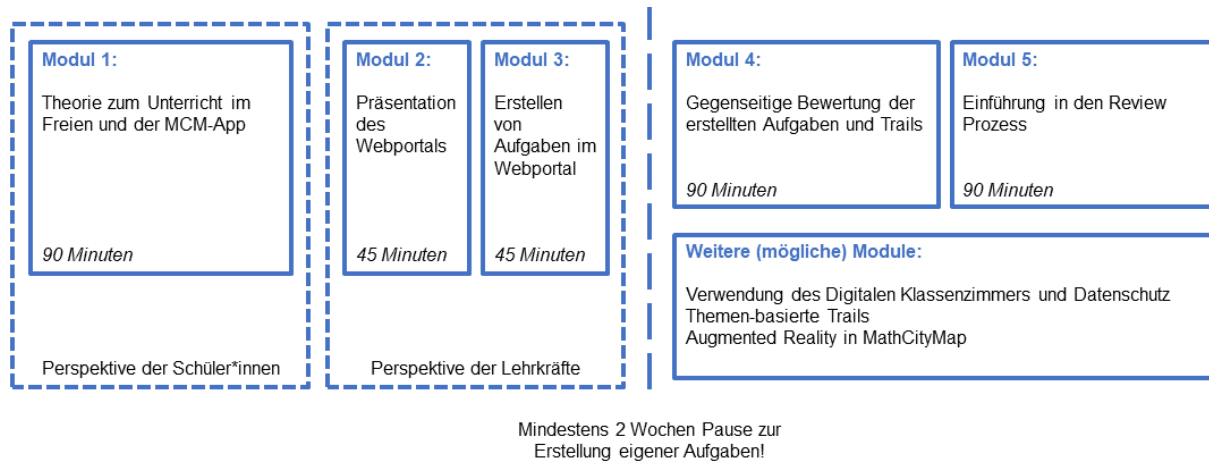 Modul 1:
Theorie zum Unterricht im
Freien und der MCM-App
90 Minuten
Perspektive der Schüler*innen
Modul 2:
Präsentation
des
Webportals
45 Minuten
Modul 3:
Erstellen
von
Aufgaben im
Webportal
45 Minuten
Perspektive der Lehrkräfte
Modul 4:
Gegenseitige Bewertung der
erstellten Aufgaben und Trails
90 Minuten
Modul 5:
Einführung in den Review
Prozess
90 Minuten
Weitere (mögliche) Module:
Verwendung des Digitalen Klassenzimmers und Datenschutz
Themen-basierte Trails
Augmented Reality in MathCityMap
Mindestens 2 Wochen Pause zur
Erstellung eigener Aufgaben!